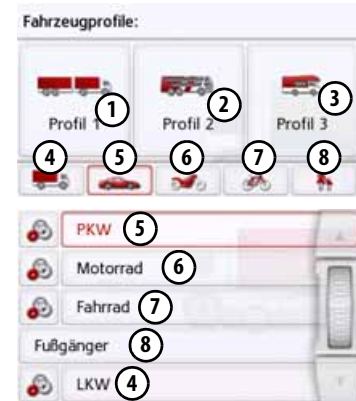 Fahrzeugprofile:
1 2 3
Profil 1 Profil 2 Profil 3
4 5 6 7 8
PKW 5
Motorrad 6
Fahrrad 7
Fußgänger 8
LKW 4